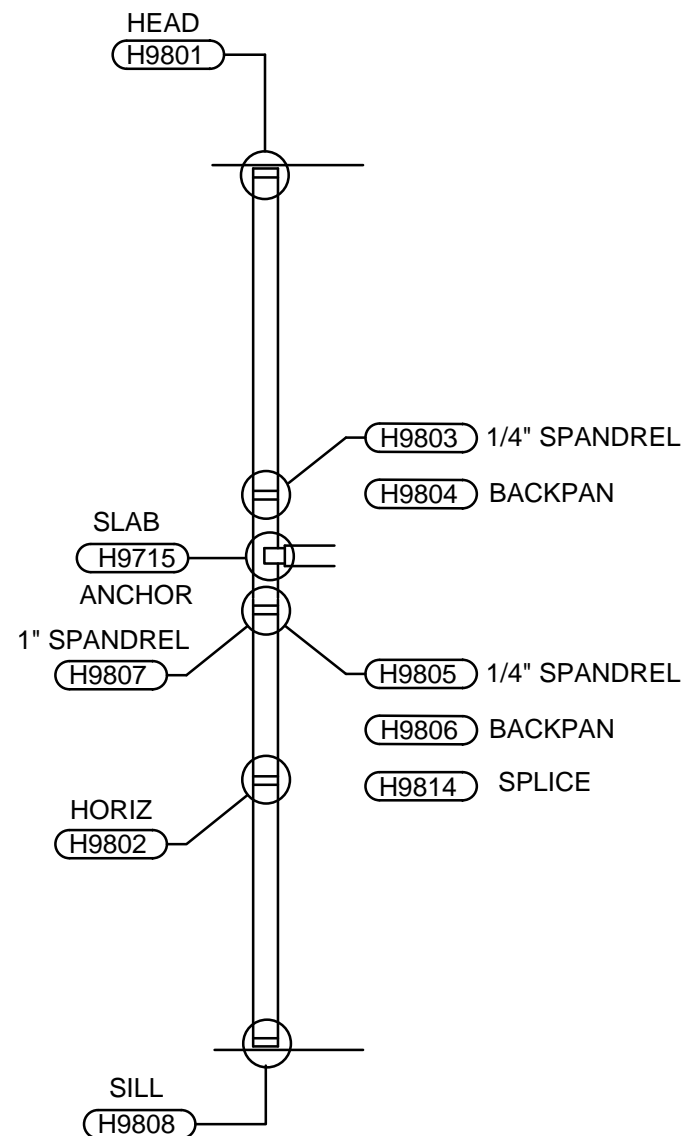 HEAD
H9801
H9803 1/4" SPANDREL
H9804 BACKPAN
SLAB
H9715
ANCHOR
1" SPANDREL
H9807
H9805 1/4" SPANDREL
H9806 BACKPAN
H9814 SPLICE
HORIZ
H9802
SILL
H9808